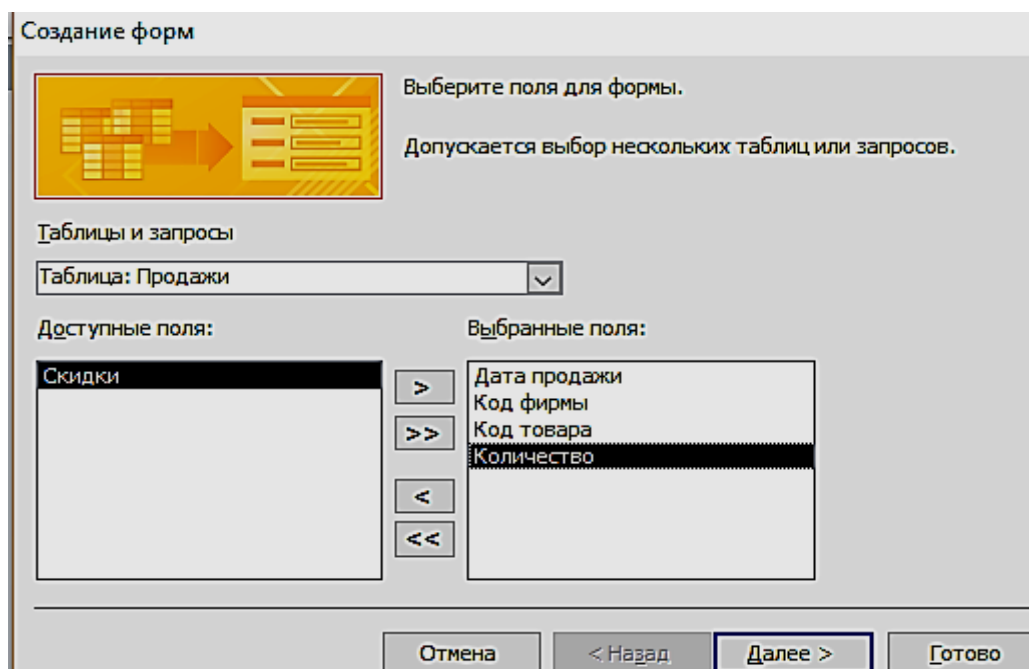 Создание форм
Выберите поля для формы.
Допускается выбор нескольких таблиц или запросов.
Таблицы и запросы
Таблица: Продажи
Доступные поля:
Выбранные поля:
Скидки
>
>>
<
<<
Дата продажи
Код фирмы
Код товара
Количество
Отмена
< Назад
Далее >
Готово